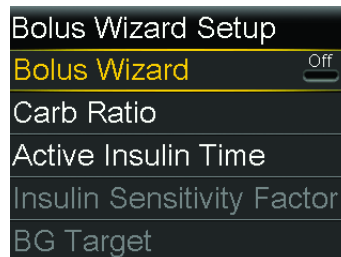 Bolus Wizard Setup
Bolus Wizard Off
Carb Ratio
Active Insulin Time
Insulin Sensitivity Factor
BG Target